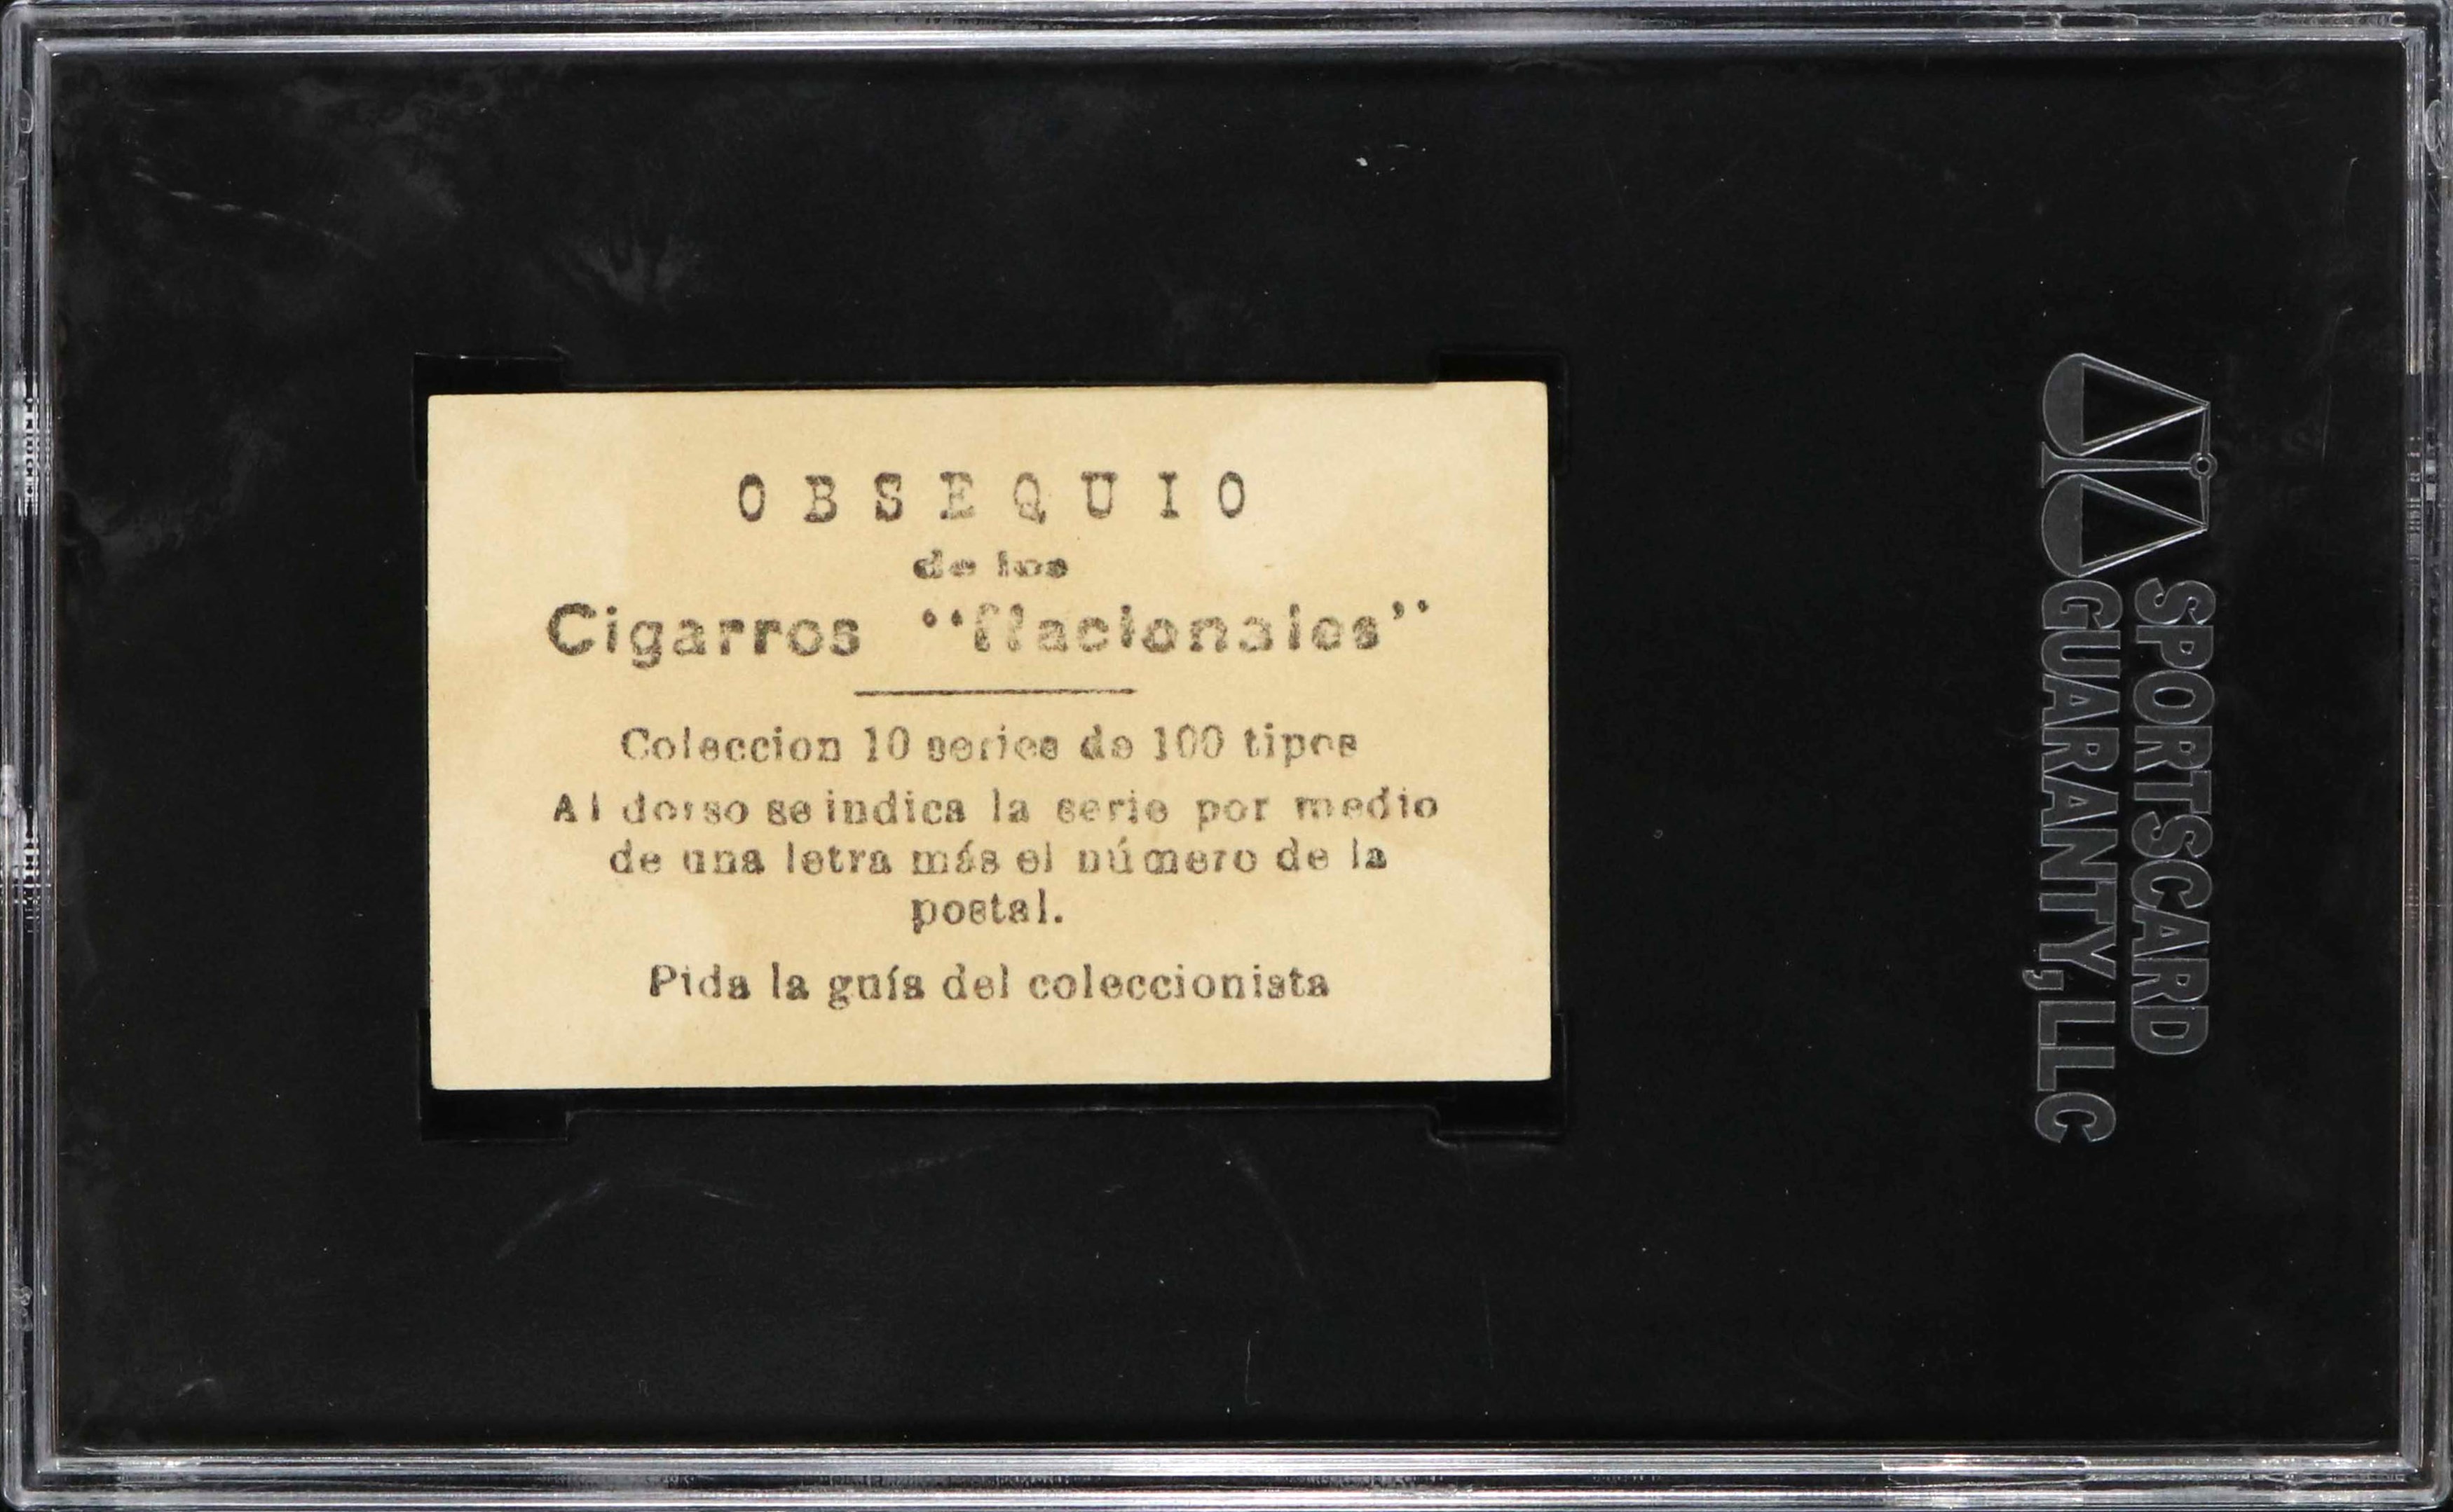 OBSEQUIO
de los
Cigarros "Nacionales"
Coleccion 10 series de 100 tipos
Al dorso se indica la serie por medio
de una letra más el número de la
postal.
Pida la guía del coleccionista
SPORTSCARD
GUARANTY, LLC